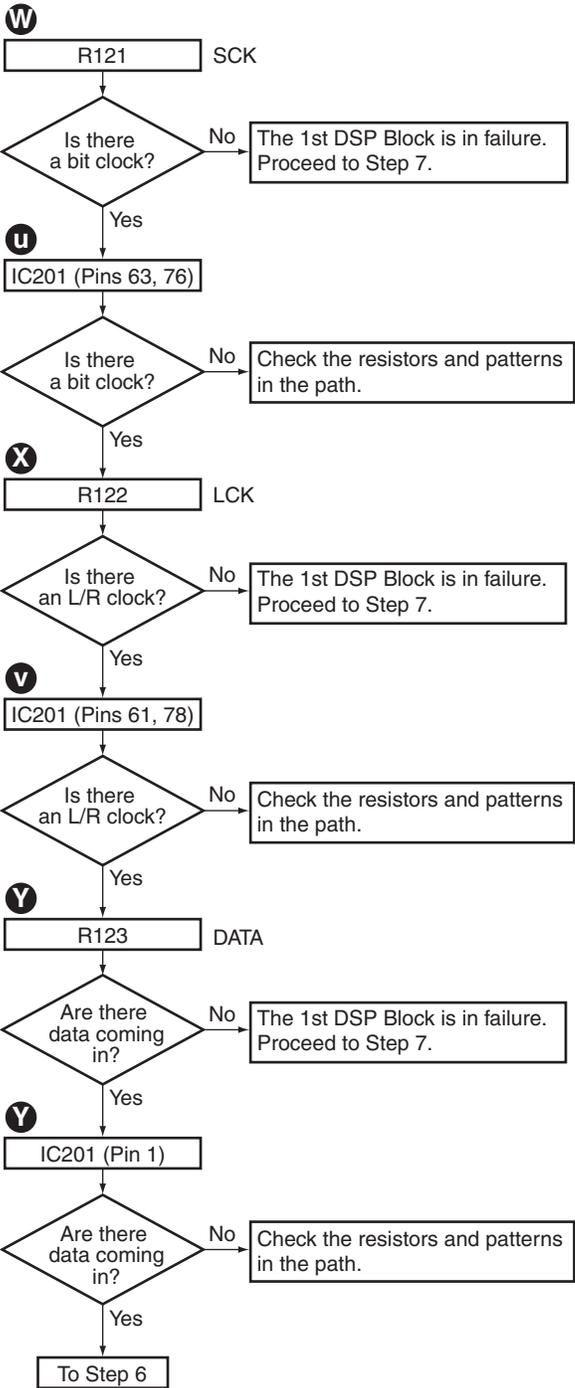 W
R121 SCK
Is there
a bit clock?
No
The 1st DSP Block is in failure.
Proceed to Step 7.
Yes
u
IC201 (Pins 63, 76)
Is there
a bit clock?
No
Check the resistors and patterns
in the path.
Yes
X
R122 LCK
Is there
an L/R clock?
No
The 1st DSP Block is in failure.
Proceed to Step 7.
Yes
v
IC201 (Pins 61, 78)
Is there
an L/R clock?
No
Check the resistors and patterns
in the path.
Yes
Y
R123 DATA
Are there
data coming
in?
No
The 1st DSP Block is in failure.
Proceed to Step 7.
Yes
Y
IC201 (Pin 1)
Are there
data coming
in?
No
Check the resistors and patterns
in the path.
Yes
To Step 6